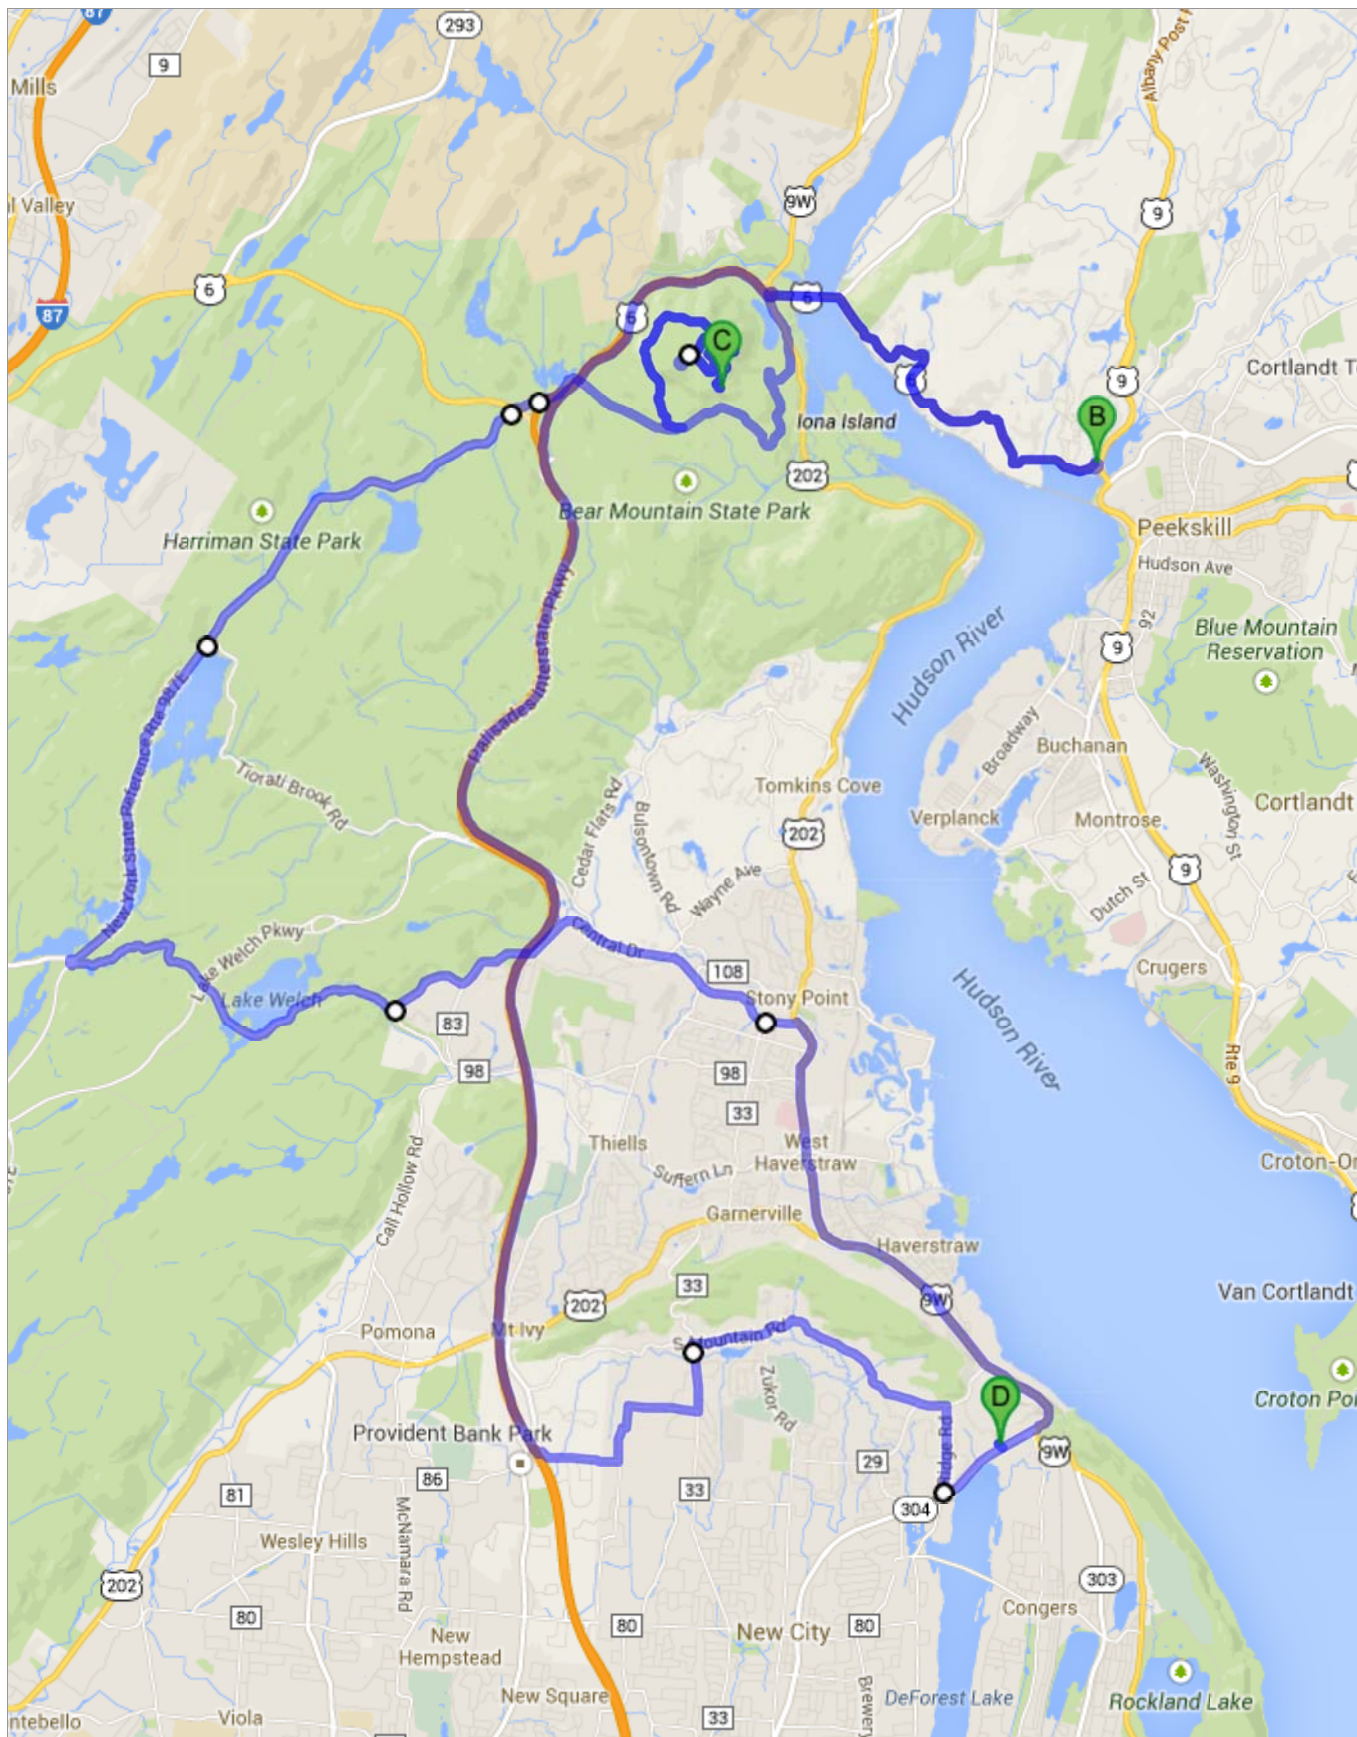 87
293
9
Mills
Albany Post
9W
l Valley
9
6
6
87
6
C
9
Cortlandt T
B
Iona Island
202
Bear Mountain State Park
Harriman State Park
Peekskill
Hudson Ave
92
Blue Mountain
Reservation
9
Hudson River
Palisades Interstate Pkwy
New York State Reference Rte 987E
Broadway
Buchanan
Tiorati Brook Rd
Tomkins Cove
Washington St
Cortlandt
Cedar Flats Rd
Bulsontown Rd
Verplanck
Montrose
202
Wayne Ave
9
Dutch St
Lake Welch Pkwy
Central Dr
108
Crugers
Lake Welch
Stony Point
Hudson River
83
98
98
Rte 9
33
Thiells
West
Haverstraw
Suffern Ln
Call Hollow Rd
Croton-On
Garnerville
Haverstraw
33
202
9W
Van Cortlandt
Pomona
Mt Ivy
S Mountain Rd
Zukor Rd
Croton Poi
D
Provident Bank Park
Ridge Rd
9W
29
86
81
33
304
McNamara Rd
Wesley Hills
202
303
80
80
New City
80
Congers
New
Hempstead
New Square
Brewery
DeForest Lake
Rockland Lake
ntebello
Viola
33